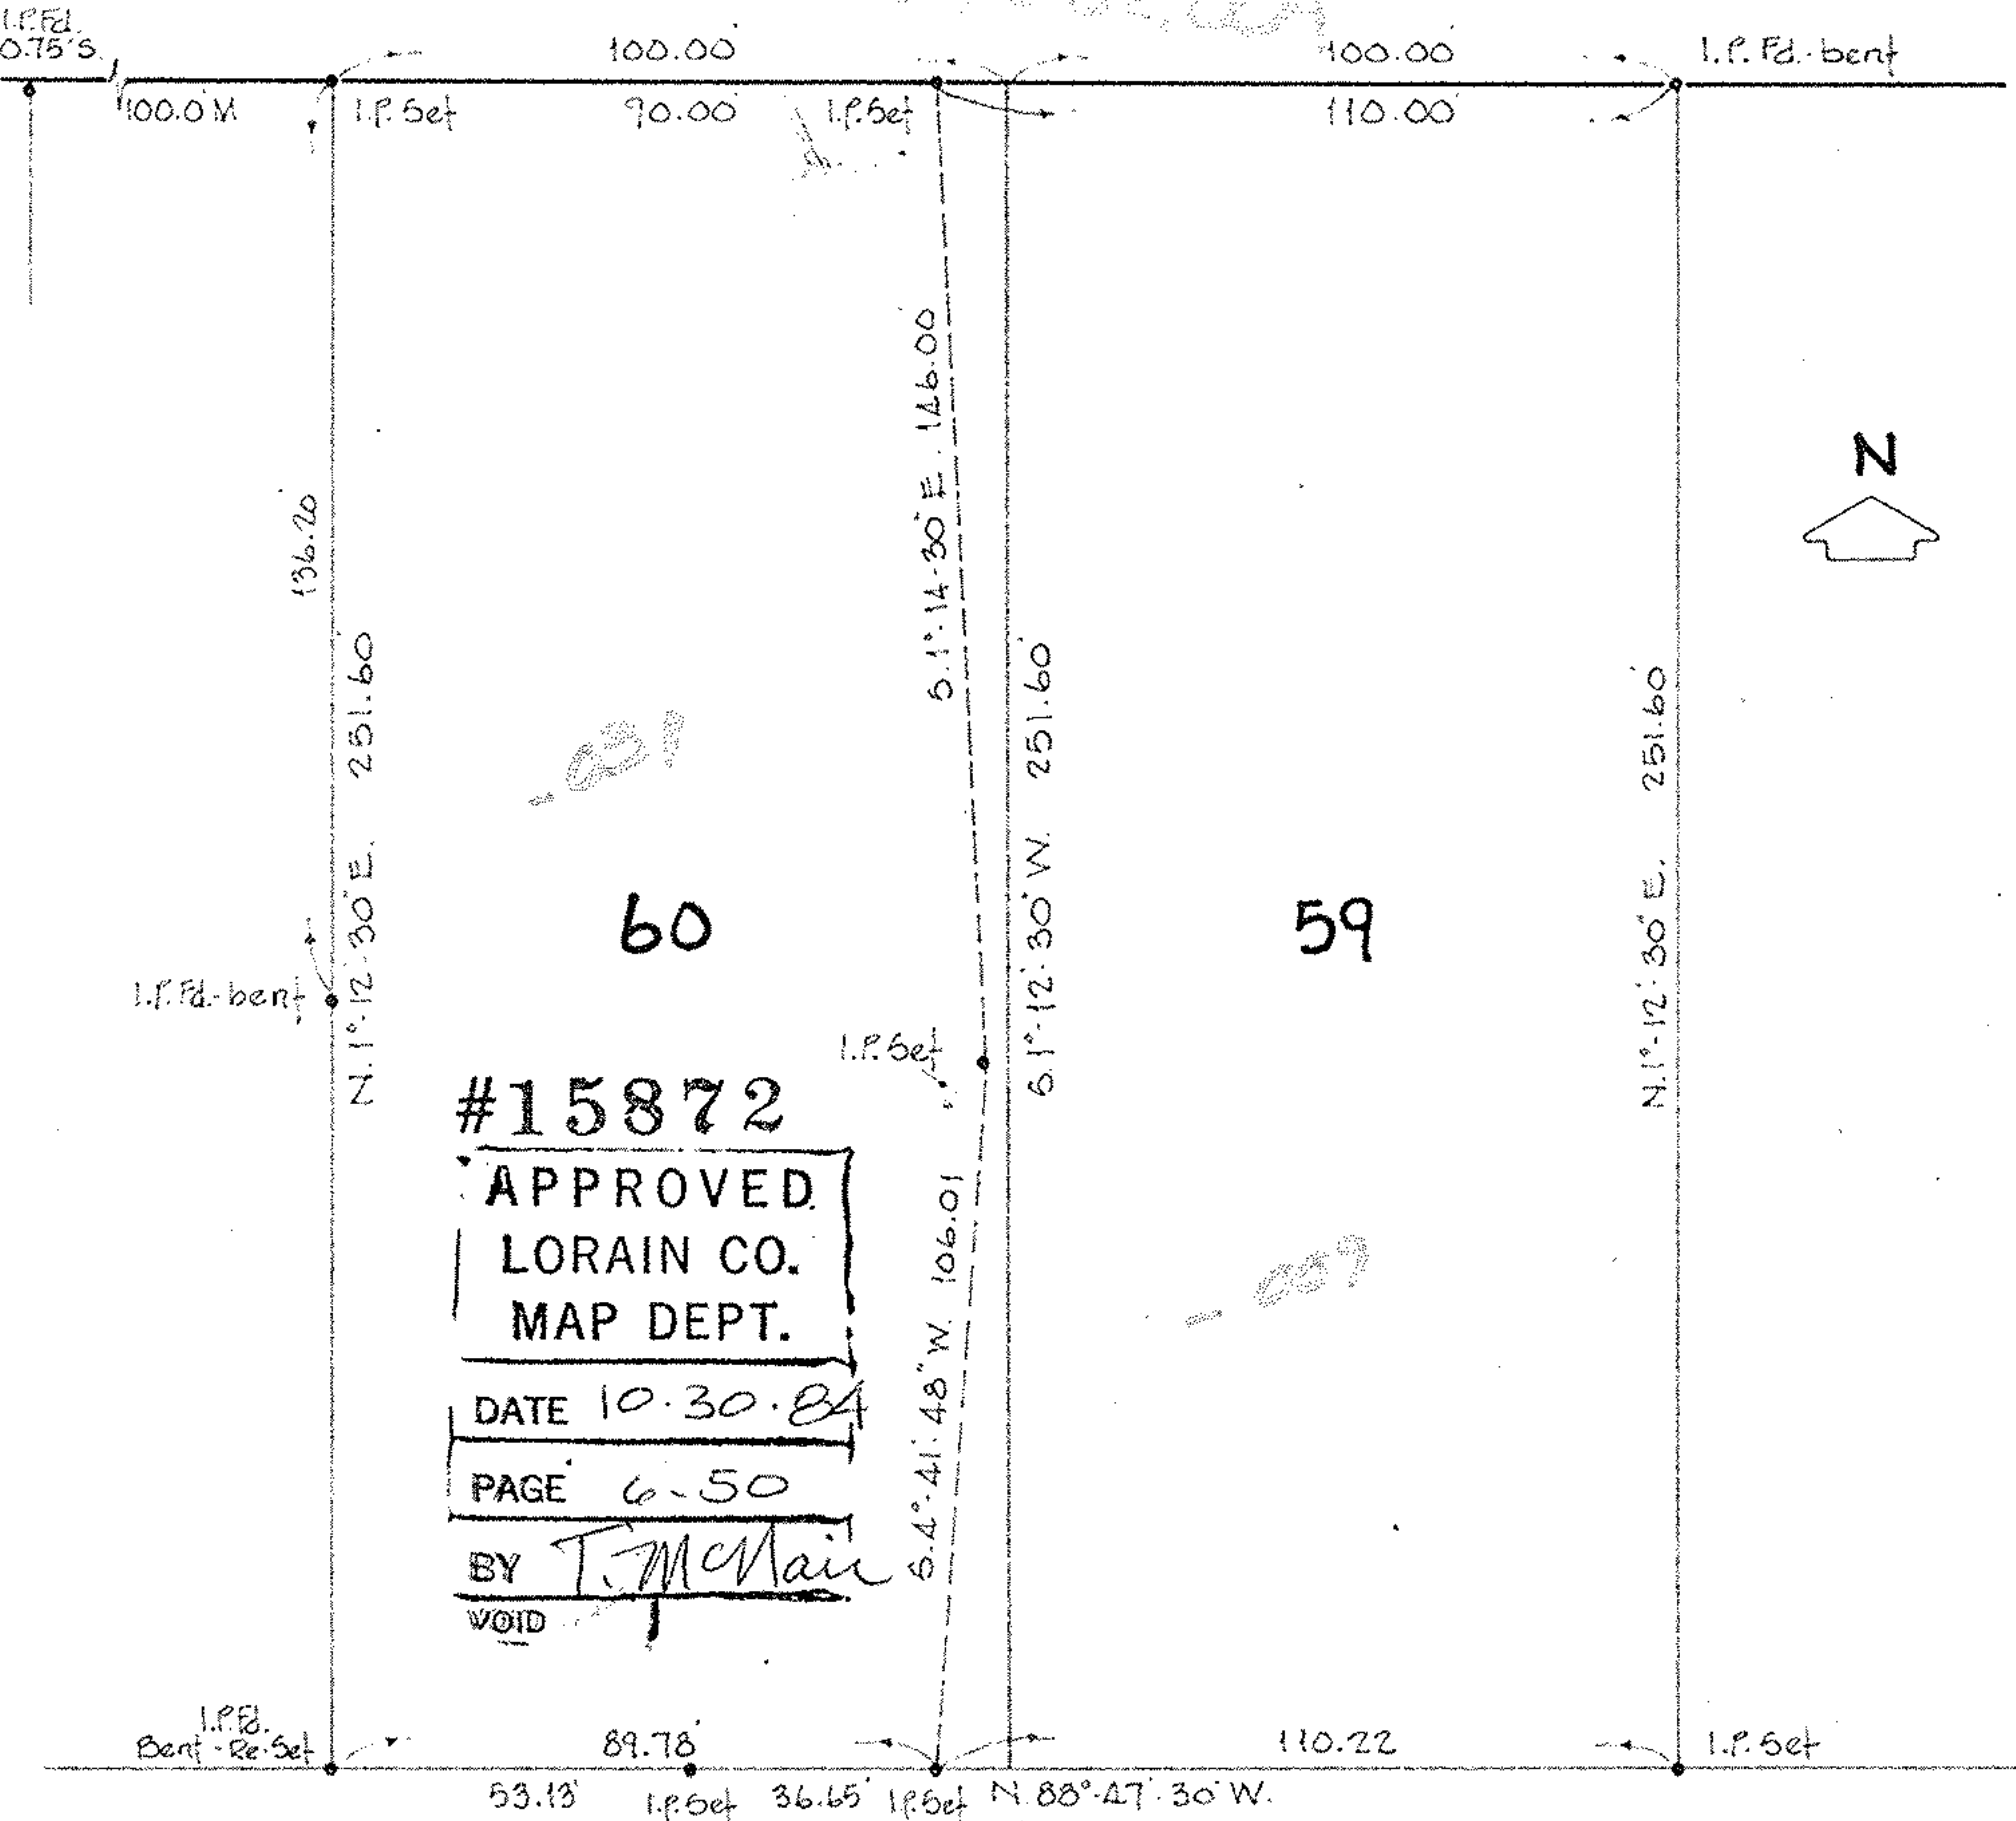 I.P. Fd.
0.75' S.
100.00'
100.00'
I.P. Fd.- bent
100.0' M
I.P. Set
90.00'
I.P. Set
110.00'
136.20'
N. 1°- 12'- 30" E. 251.60'
S. 1°- 14'- 30" E. 146.00'
S. 1°- 12'- 30" W. 251.60'
N. 1°- 12'- 30" E. 251.60'
N
-031
60
59
I.P. Fd.- bent
I.P. Set
#15872
APPROVED
LORAIN CO.
MAP DEPT.
DATE 10.30.84
PAGE 6-50
BY T. McNair
VOID
S. 4°- 41'- 48" W. 106.01'
I.P. Fd.
Bent - Re-Set
89.78'
110.22
I.P. Set
53.13'
I.P. Set
36.65'
I.P. Set
N. 88°- 47'- 30" W.